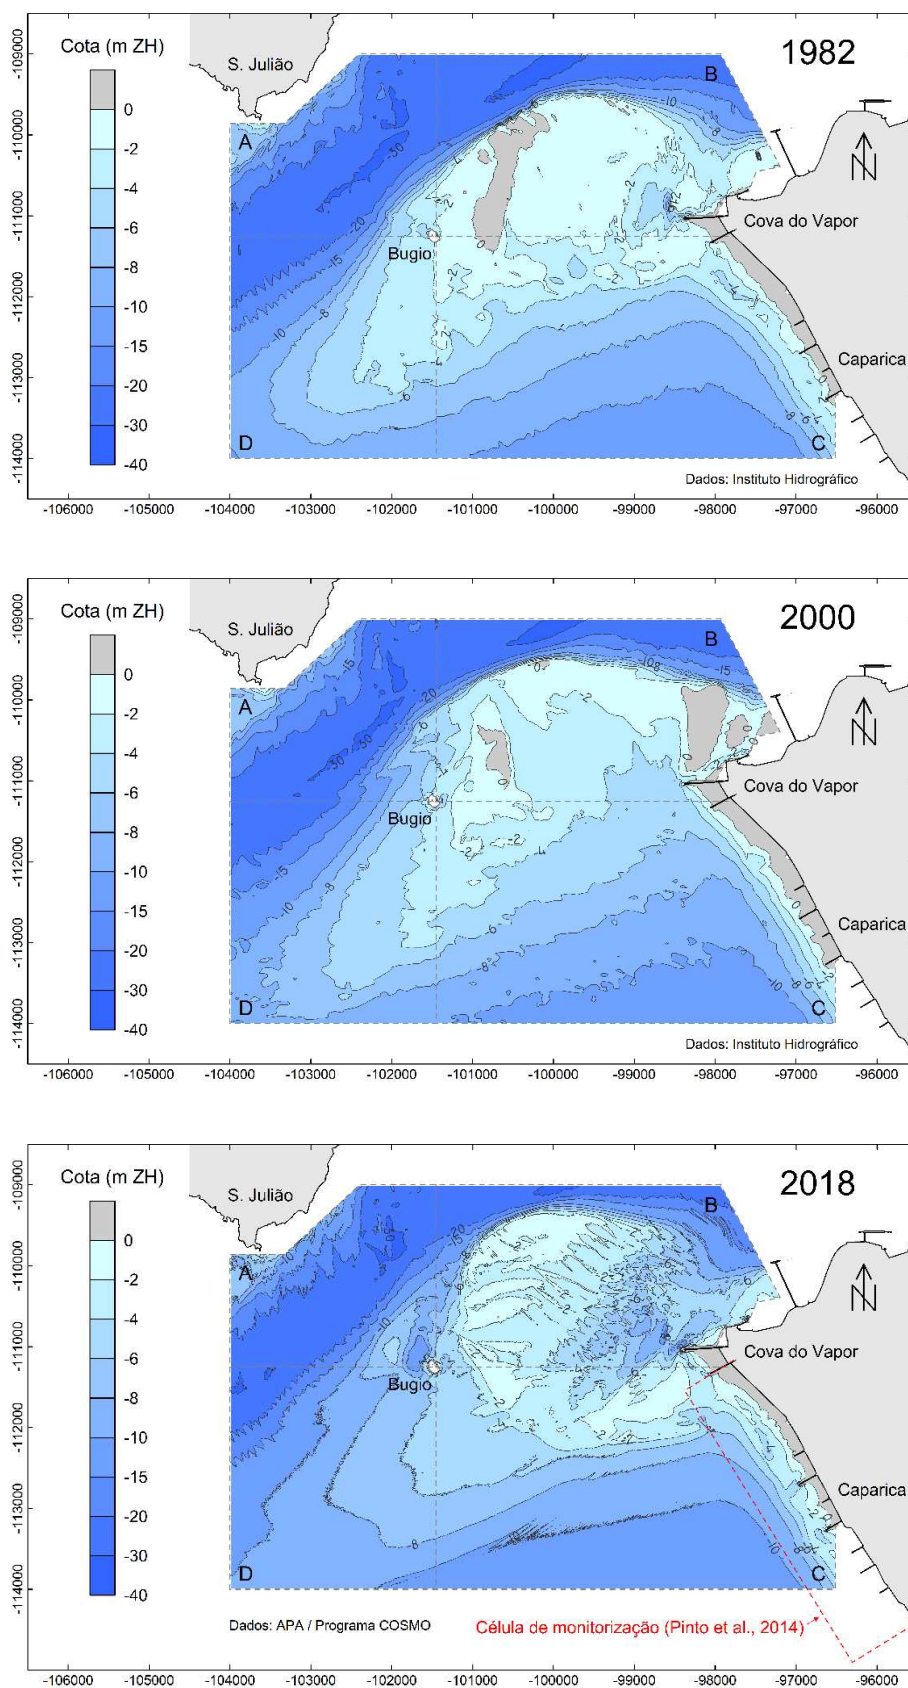 Cota (m ZH)
0
-2
-4
-6
-8
-10
-15
-20
-30
-40
S. Julião
1982
A
B
N
Cova do Vapor
Bugio
Caparica
D
C
Dados: Instituto Hidrográfico
-109000
-110000
-111000
-112000
-113000
-114000
-106000 -105000 -104000 -103000 -102000 -101000 -100000 -99000 -98000 -97000 -96000
Cota (m ZH)
0
-2
-4
-6
-8
-10
-15
-20
-30
-40
S. Julião
2000
A
B
N
Cova do Vapor
Bugio
Caparica
D
C
Dados: Instituto Hidrográfico
-109000
-110000
-111000
-112000
-113000
-114000
-106000 -105000 -104000 -103000 -102000 -101000 -100000 -99000 -98000 -97000 -96000
Cota (m ZH)
0
-2
-4
-6
-8
-10
-15
-20
-30
-40
S. Julião
2018
A
B
N
Cova do Vapor
Bugio
Caparica
D
C
Dados: APA / Programa COSMO
Célula de monitorização (Pinto et al., 2014)
-109000
-110000
-111000
-112000
-113000
-114000
-106000 -105000 -104000 -103000 -102000 -101000 -100000 -99000 -98000 -97000 -96000